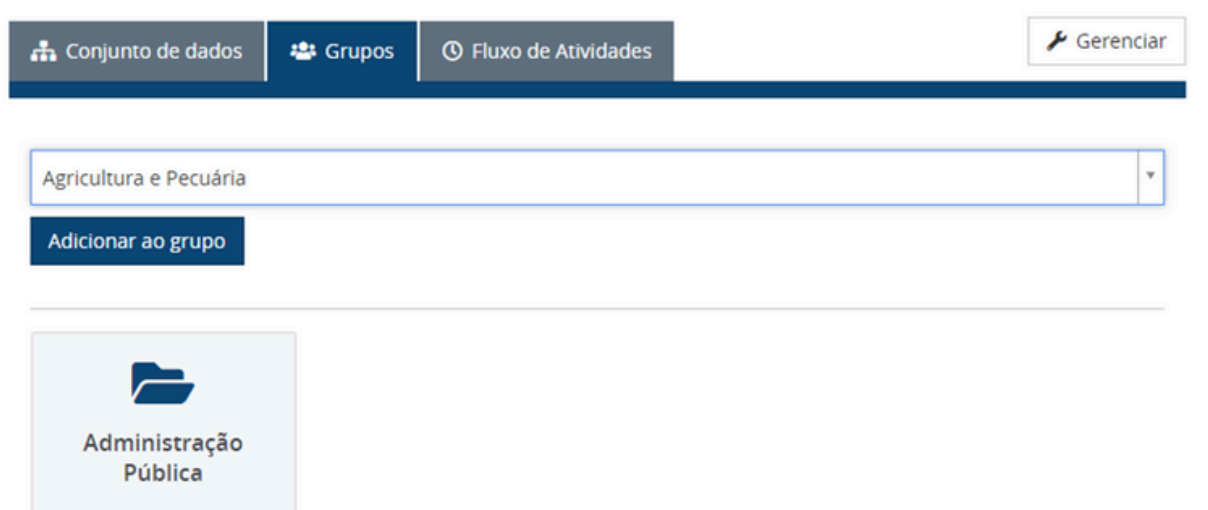 Conjunto de dados
Grupos
Fluxo de Atividades
Gerenciar
Agricultura e Pecuária
Adicionar ao grupo
Administração
Pública